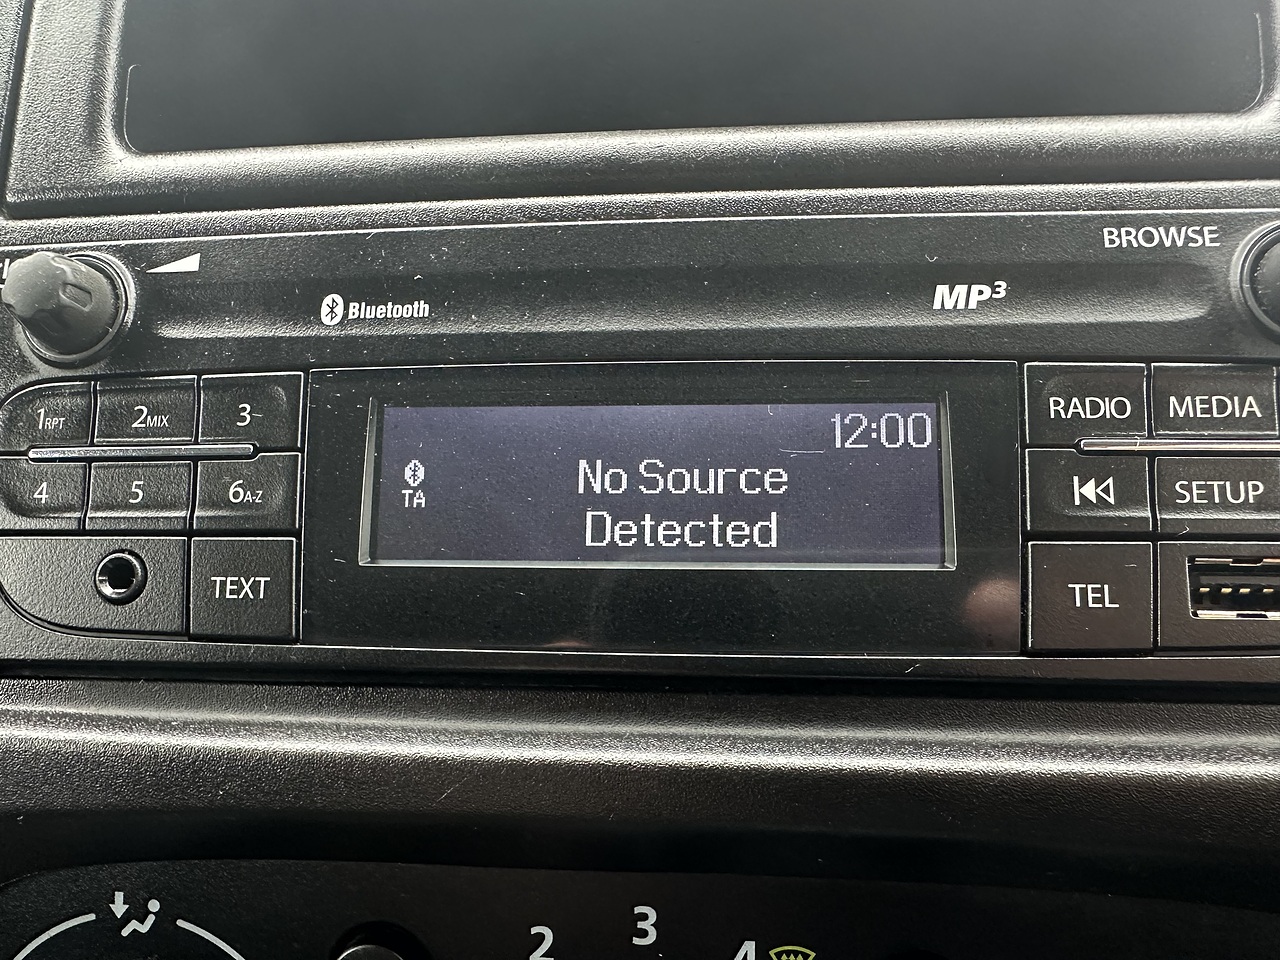 BROWSE
Bluetooth
MP3
1RPT
2MIX
3
RADIO
MEDIA
12:00
No Source
TA
Detected
4
5
6A-Z
SETUP
TEXT
TEL
2
3
4